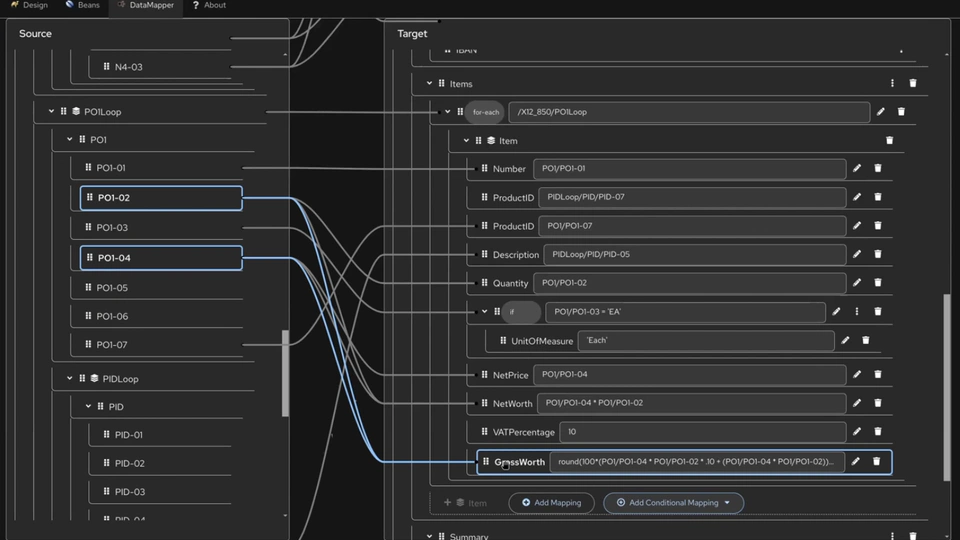 Design Beans DataMapper About
Source
N4-03
PO1Loop
PO1
PO1-01
PO1-02
PO1-03
PO1-04
PO1-05
PO1-06
PO1-07
PIDLoop
PID
PID-01
PID-02
PID-03
PID-04
Target
IBAN
Items
for-each /X12_850/PO1Loop
Item
Number PO1/PO1-01
ProductID PIDLoop/PID/PID-07
ProductID PO1/PO1-07
Description PIDLoop/PID/PID-05
Quantity PO1/PO1-02
if PO1/PO1-03 = 'EA'
UnitOfMeasure 'Each'
NetPrice PO1/PO1-04
NetWorth PO1/PO1-04 * PO1/PO1-02
VATPercentage 10
GrossWorth round(100*(PO1/PO1-04 * PO1/PO1-02 * .10 + (PO1/PO1-04 * PO1/PO1-02))...
Item Add Mapping Add Conditional Mapping
Summary